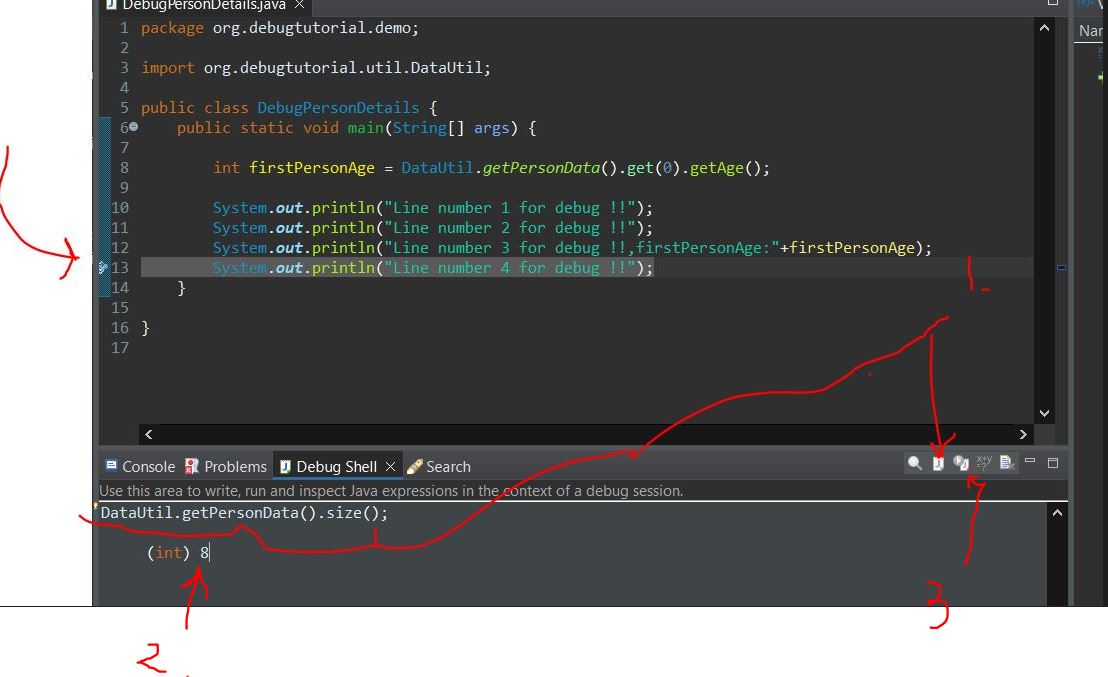 DebugPersonDetails.java
1 package org.debugtutorial.demo;
2
3 import org.debugtutorial.util.DataUtil;
4
5 public class DebugPersonDetails {
6 public static void main(String[] args) {
7
8 int firstPersonAge = DataUtil.getPersonData().get(0).getAge();
9
10 System.out.println("Line number 1 for debug !!");
11 System.out.println("Line number 2 for debug !!");
12 System.out.println("Line number 3 for debug !!,firstPersonAge:"+firstPersonAge);
13 System.out.println("Line number 4 for debug !!");
14 }
15
16 }
17
1.
Console Problems Debug Shell Search
Use this area to write, run and inspect Java expressions in the context of a debug session.
DataUtil.getPersonData().size();
(int) 8
3
2.